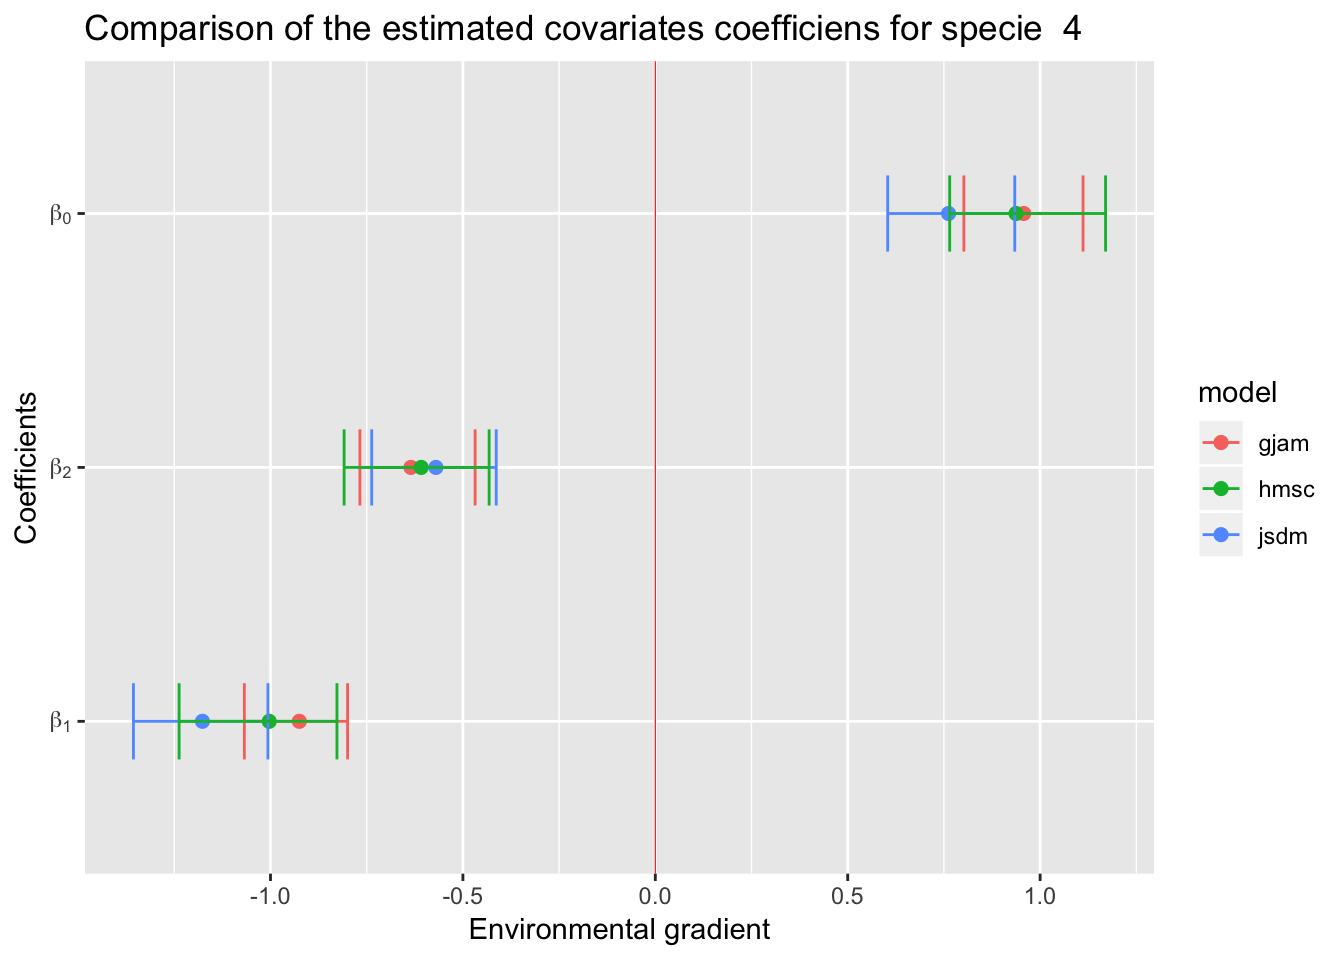 Comparison of the estimated covariates coefficiens for specie  4
Coefficients
β₀
β₂
β₁
-1.0 -0.5 0.0 0.5 1.0
Environmental gradient
model
gjam
hmsc
jsdm